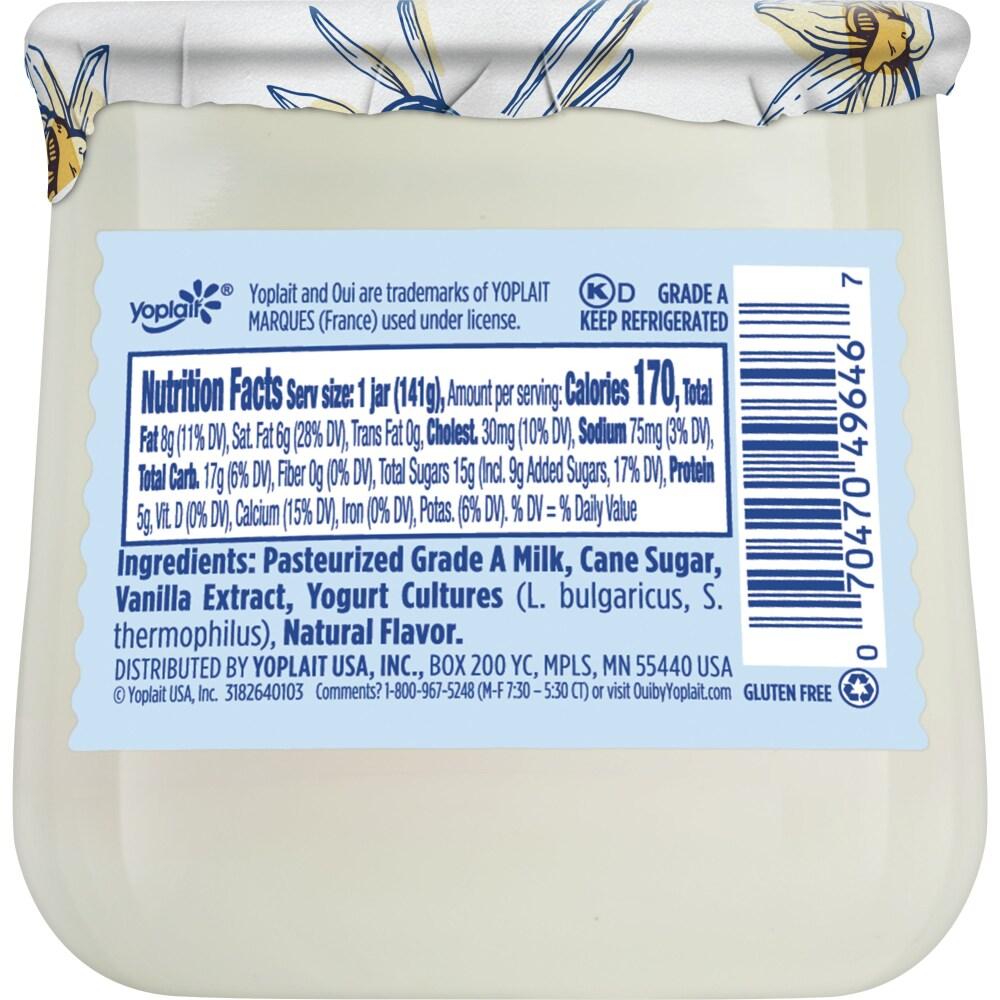 Yoplait®
Yoplait and Oui are trademarks of YOPLAIT
MARQUES (France) used under license.
KD GRADE A
KEEP REFRIGERATED
Nutrition Facts Serv size: 1 jar (141g), Amount per serving: Calories 170, Total
Fat 8g (11% DV), Sat. Fat 6g (28% DV), Trans Fat 0g, Cholest. 30mg (10% DV), Sodium 75mg (3% DV),
Total Carb. 17g (6% DV), Fiber 0g (0% DV), Total Sugars 15g (Incl. 9g Added Sugars, 17% DV), Protein
5g, Vit. D (0% DV), Calcium (15% DV), Iron (0% DV), Potas. (6% DV). % DV = % Daily Value
Ingredients: Pasteurized Grade A Milk, Cane Sugar,
Vanilla Extract, Yogurt Cultures (L. bulgaricus, S.
thermophilus), Natural Flavor.
DISTRIBUTED BY YOPLAIT USA, INC., BOX 200 YC, MPLS, MN 55440 USA
© Yoplait USA, Inc. 3182640103 Comments? 1-800-967-5248 (M-F 7:30 – 5:30 CT) or visit OuibyYoplait.com
GLUTEN FREE
0 70470 49646 7